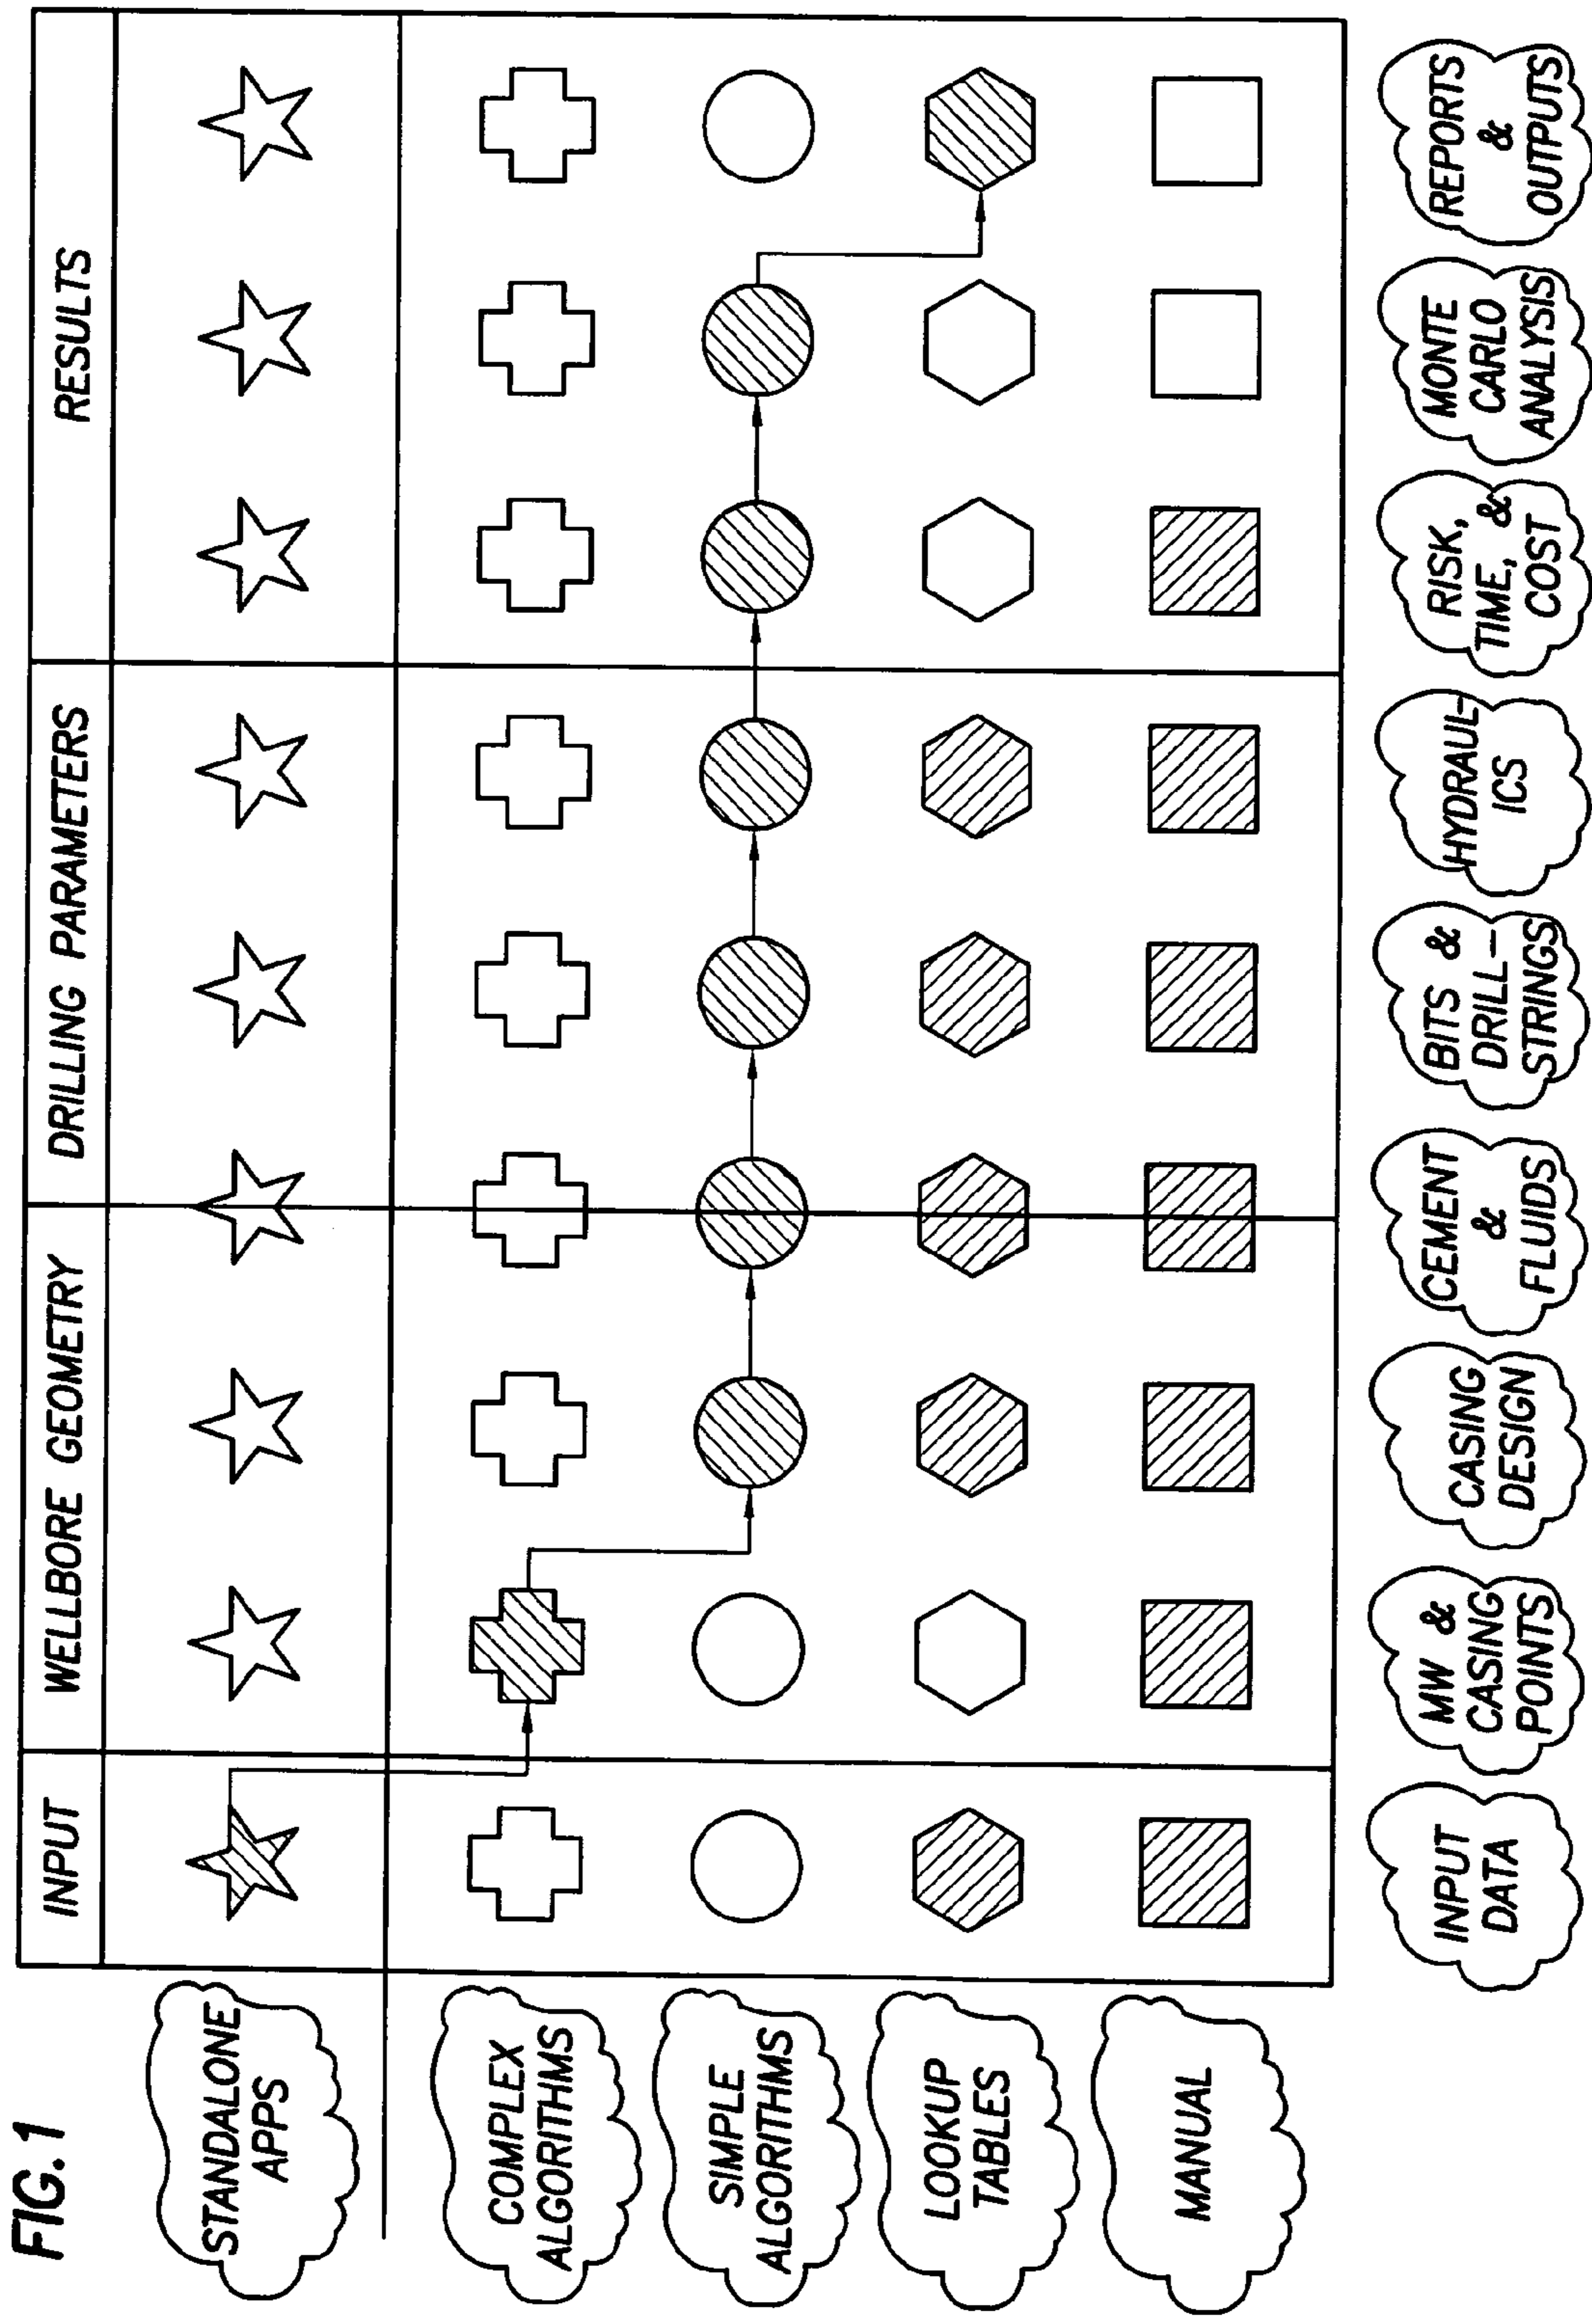 FIG. 1
INPUT
WELLBORE GEOMETRY
DRILLING PARAMETERS
RESULTS
STANDALONE
APPS
COMPLEX
ALGORITHMS
SIMPLE
ALGORITHMS
LOOKUP
TABLES
MANUAL
INPUT
DATA
MW &
CASING
POINTS
CASING
DESIGN
CEMENT
&
FLUIDS
BITS &
DRILL-
STRINGS
HYDRAUL-
ICS
RISK,
TIME, &
COST
MONTE
CARLO
ANALYSIS
REPORTS
&
OUTPUTS